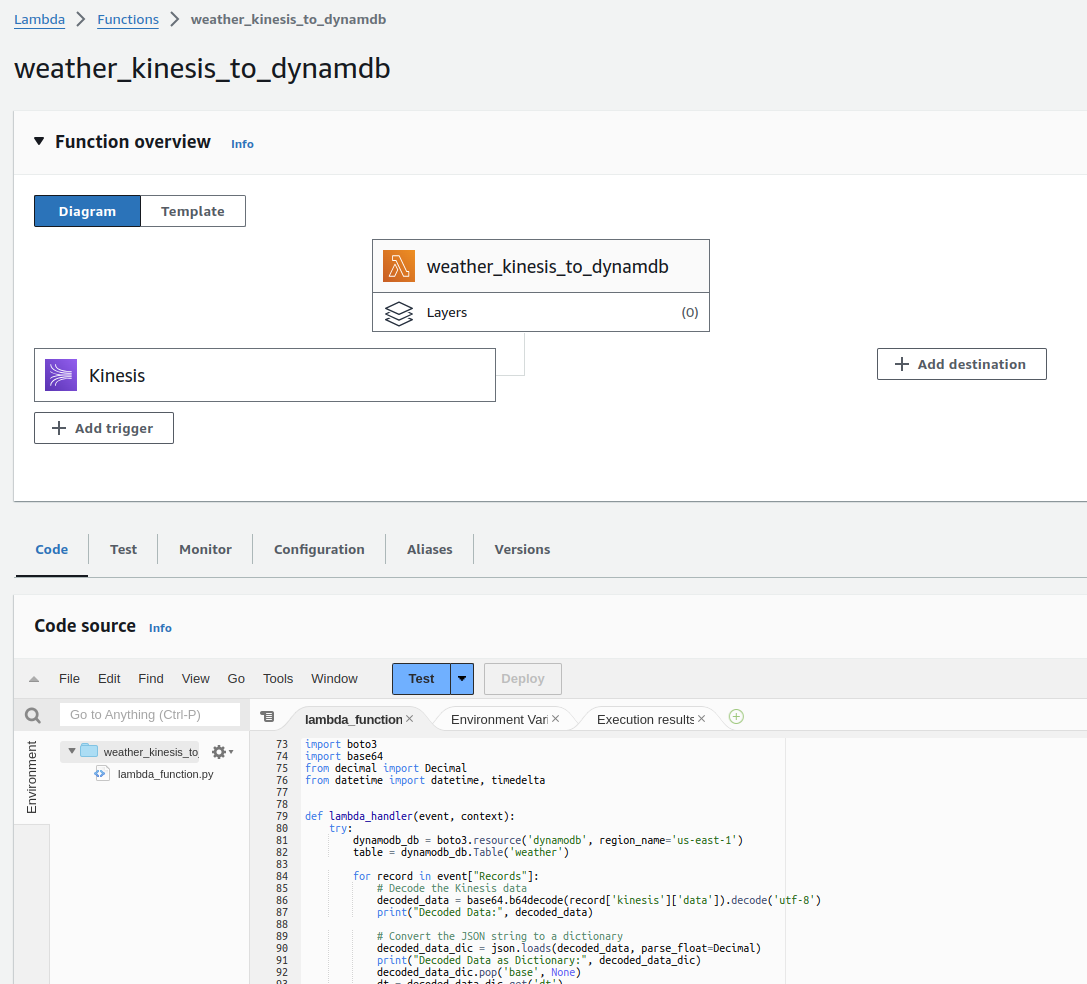 Lambda > Functions > weather_kinesis_to_dynamdb
weather_kinesis_to_dynamdb
Function overview Info
Diagram Template
weather_kinesis_to_dynamdb
Layers (0)
Kinesis
Add destination
Add trigger
Code Test Monitor Configuration Aliases Versions
Code source Info
File Edit Find View Go Tools Window Test Deploy
Go to Anything (Ctrl-P)
lambda_function × Environment Vari × Execution results ×
Environment
weather_kinesis_to_
lambda_function.py
73 import boto3
74 import base64
75 from decimal import Decimal
76 from datetime import datetime, timedelta
77
78
79 def lambda_handler(event, context):
80     try:
81         dynamodb_db = boto3.resource('dynamodb', region_name='us-east-1')
82         table = dynamodb_db.Table('weather')
83
84         for record in event["Records"]:
85             # Decode the Kinesis data
86             decoded_data = base64.b64decode(record['kinesis']['data']).decode('utf-8')
87             print("Decoded Data:", decoded_data)
88
89             # Convert the JSON string to a dictionary
90             decoded_data_dic = json.loads(decoded_data, parse_float=Decimal)
91             print("Decoded Data as Dictionary:", decoded_data_dic)
92             decoded_data_dic.pop('base', None)
93             dt = decoded_data_dic.get('dt')